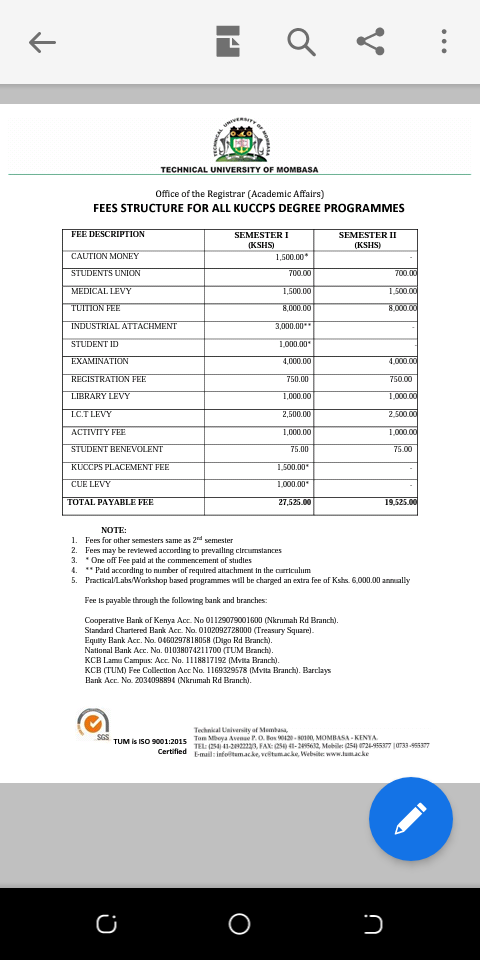 TECHNICAL UNIVERSITY OF MOMBASA
Office of the Registrar (Academic Affairs)
FEES STRUCTURE FOR ALL KUCCPS DEGREE PROGRAMMES
FEE DESCRIPTION SEMESTER I (KSHS) SEMESTER II (KSHS)
CAUTION MONEY 1,500.00* -
STUDENTS UNION 700.00 700.00
MEDICAL LEVY 1,500.00 1,500.00
TUITION FEE 8,000.00 8,000.00
INDUSTRIAL ATTACHMENT 3,000.00** -
STUDENT ID 1,000.00* -
EXAMINATION 4,000.00 4,000.00
REGISTRATION FEE 750.00 750.00
LIBRARY LEVY 1,000.00 1,000.00
I.C.T LEVY 2,500.00 2,500.00
ACTIVITY FEE 1,000.00 1,000.00
STUDENT BENEVOLENT 75.00 75.00
KUCCPS PLACEMENT FEE 1,500.00* -
CUE LEVY 1,000.00* -
TOTAL PAYABLE FEE 27,525.00 19,525.00
NOTE:
1. Fees for other semesters same as 2nd semester
2. Fees may be reviewed according to prevailing circumstances
3. * One off Fee paid at the commencement of studies
4. ** Paid according to number of required attachment in the curriculum
5. Practical/Labs/Workshop based programmes will be charged an extra fee of Kshs. 6,000.00 annually
Fee is payable through the following bank and branches:
Cooperative Bank of Kenya Acc. No 01129079001600 (Nkrumah Rd Branch).
Standard Chartered Bank Acc. No 0102092728000 (Treasury Square).
Equity Bank Acc. No. 0460297818058 (Digo Rd Branch).
National Bank Acc. No 01038074211700 (TUM Branch).
KCB Lamu Campus: Acc. No. 1118817192 (Mvita Branch).
KCB (TUM) Fee Collection Acc No. 1169329578 (Mvita Branch). Barclays
Bank Acc. No. 2034098894 (Nkrumah Rd Branch).
SGS
TUM is ISO 9001:2015
Certified
Technical University of Mombasa,
Tom Mboya Avenue P. O. Box 90420 - 80100, MOMBASA - KENYA.
TEL: (254) 41-2492222/3, FAX: (254) 41- 2495632, Mobile: (254) 0724-955377 | 0733 -955377
E-mail : info@tum.ac.ke, vc@tum.ac.ke, Website: www.tum.ac.ke